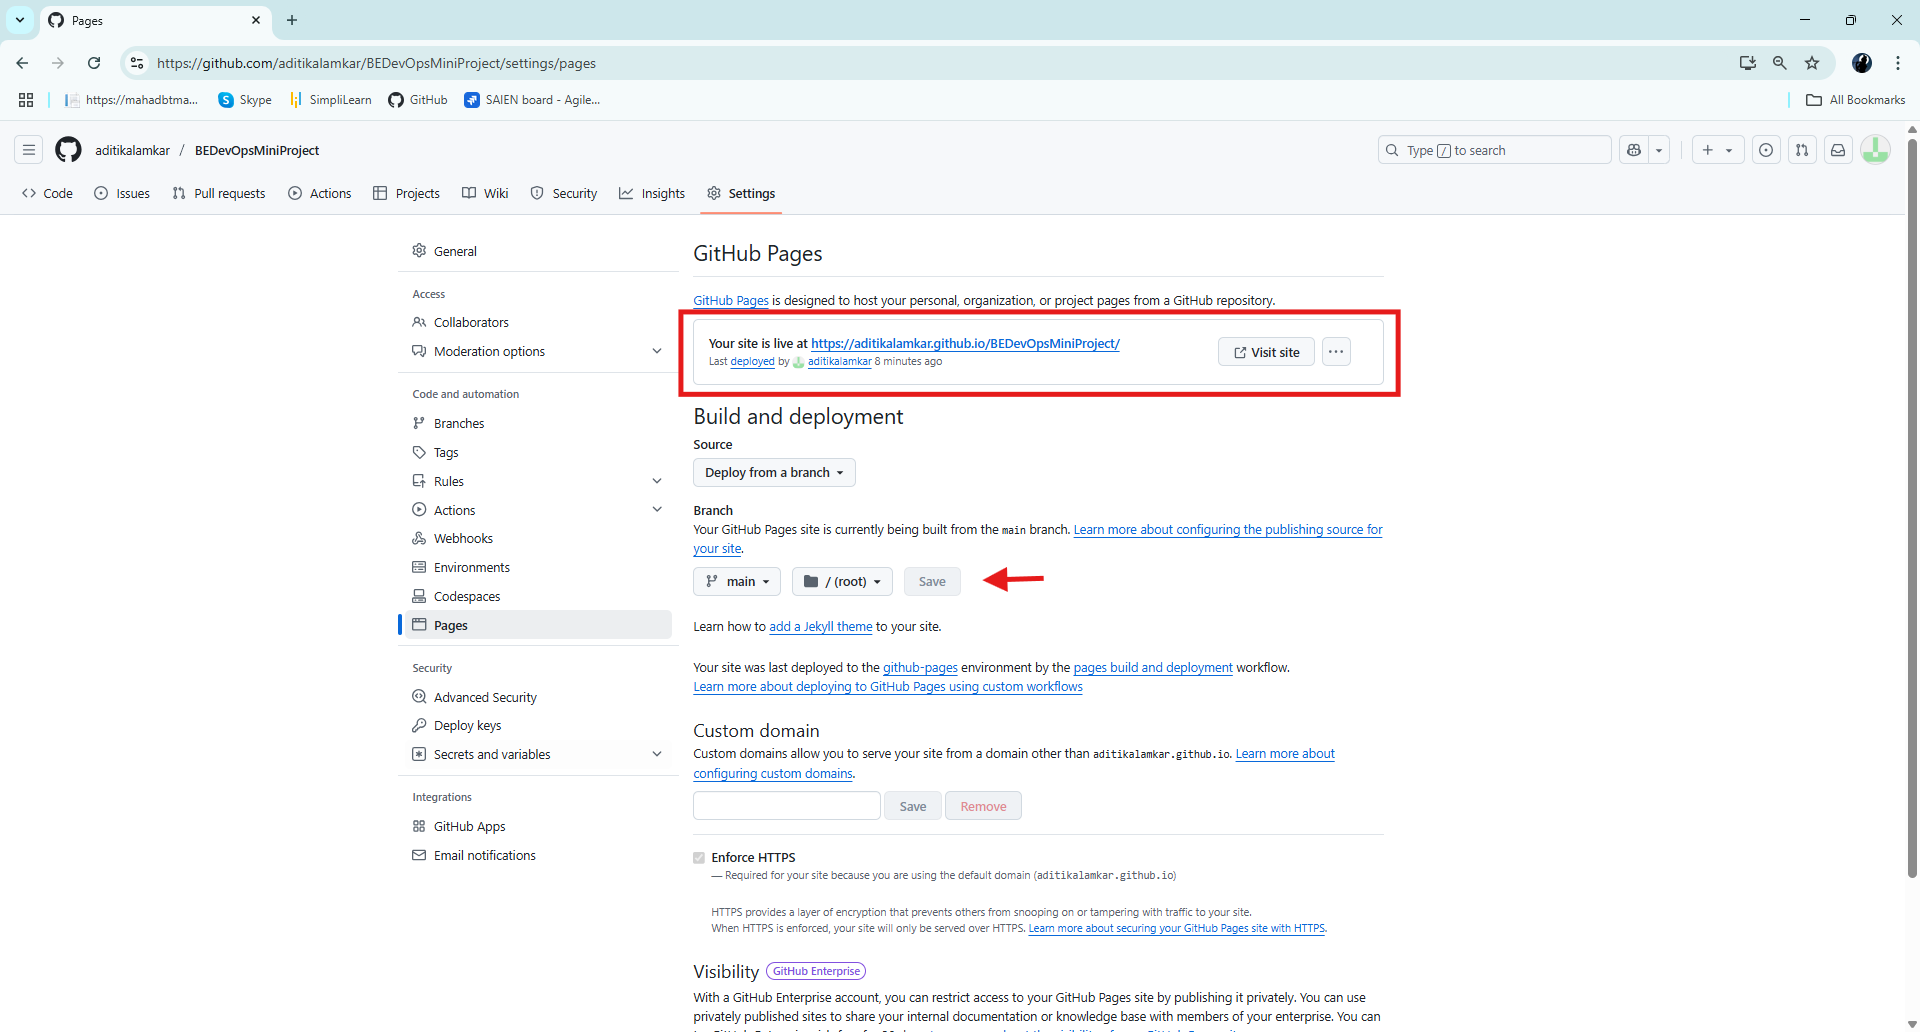 Pages
https://github.com/aditikalamkar/BEDevOpsMiniProject/settings/pages
https://mahadbtma... Skype SimpliLearn GitHub SAIEN board - Agile... All Bookmarks
aditikalamkar / BEDevOpsMiniProject Type / to search
Code Issues Pull requests Actions Projects Wiki Security Insights Settings
General
Access
Collaborators
Moderation options
Code and automation
Branches
Tags
Rules
Actions
Webhooks
Environments
Codespaces
Pages
Security
Advanced Security
Deploy keys
Secrets and variables
Integrations
GitHub Apps
Email notifications
GitHub Pages
GitHub Pages is designed to host your personal, organization, or project pages from a GitHub repository.
Your site is live at https://aditikalamkar.github.io/BEDevOpsMiniProject/
Last deployed by aditikalamkar 8 minutes ago
Visit site
Build and deployment
Source
Deploy from a branch
Branch
Your GitHub Pages site is currently being built from the main branch. Learn more about configuring the publishing source for
your site.
main / (root) Save
Learn how to add a Jekyll theme to your site.
Your site was last deployed to the github-pages environment by the pages build and deployment workflow.
Learn more about deploying to GitHub Pages using custom workflows
Custom domain
Custom domains allow you to serve your site from a domain other than aditikalamkar.github.io. Learn more about
configuring custom domains.
Save Remove
Enforce HTTPS
— Required for your site because you are using the default domain (aditikalamkar.github.io)
HTTPS provides a layer of encryption that prevents others from snooping on or tampering with traffic to your site.
When HTTPS is enforced, your site will only be served over HTTPS. Learn more about securing your GitHub Pages site with HTTPS.
Visibility GitHub Enterprise
With a GitHub Enterprise account, you can restrict access to your GitHub Pages site by publishing it privately. You can use
privately published sites to share your internal documentation or knowledge base with members of your enterprise. You can